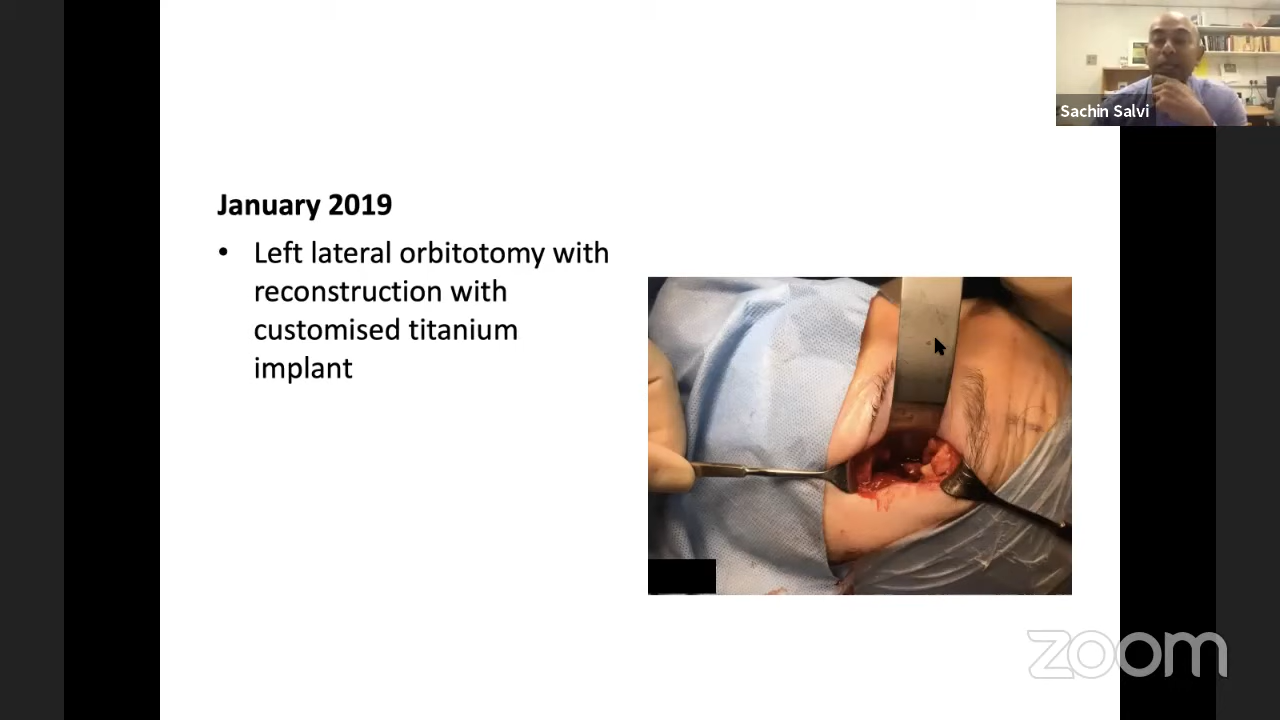 Sachin Salvi
January 2019
• Left lateral orbitotomy with
reconstruction with
customised titanium
implant
zoom